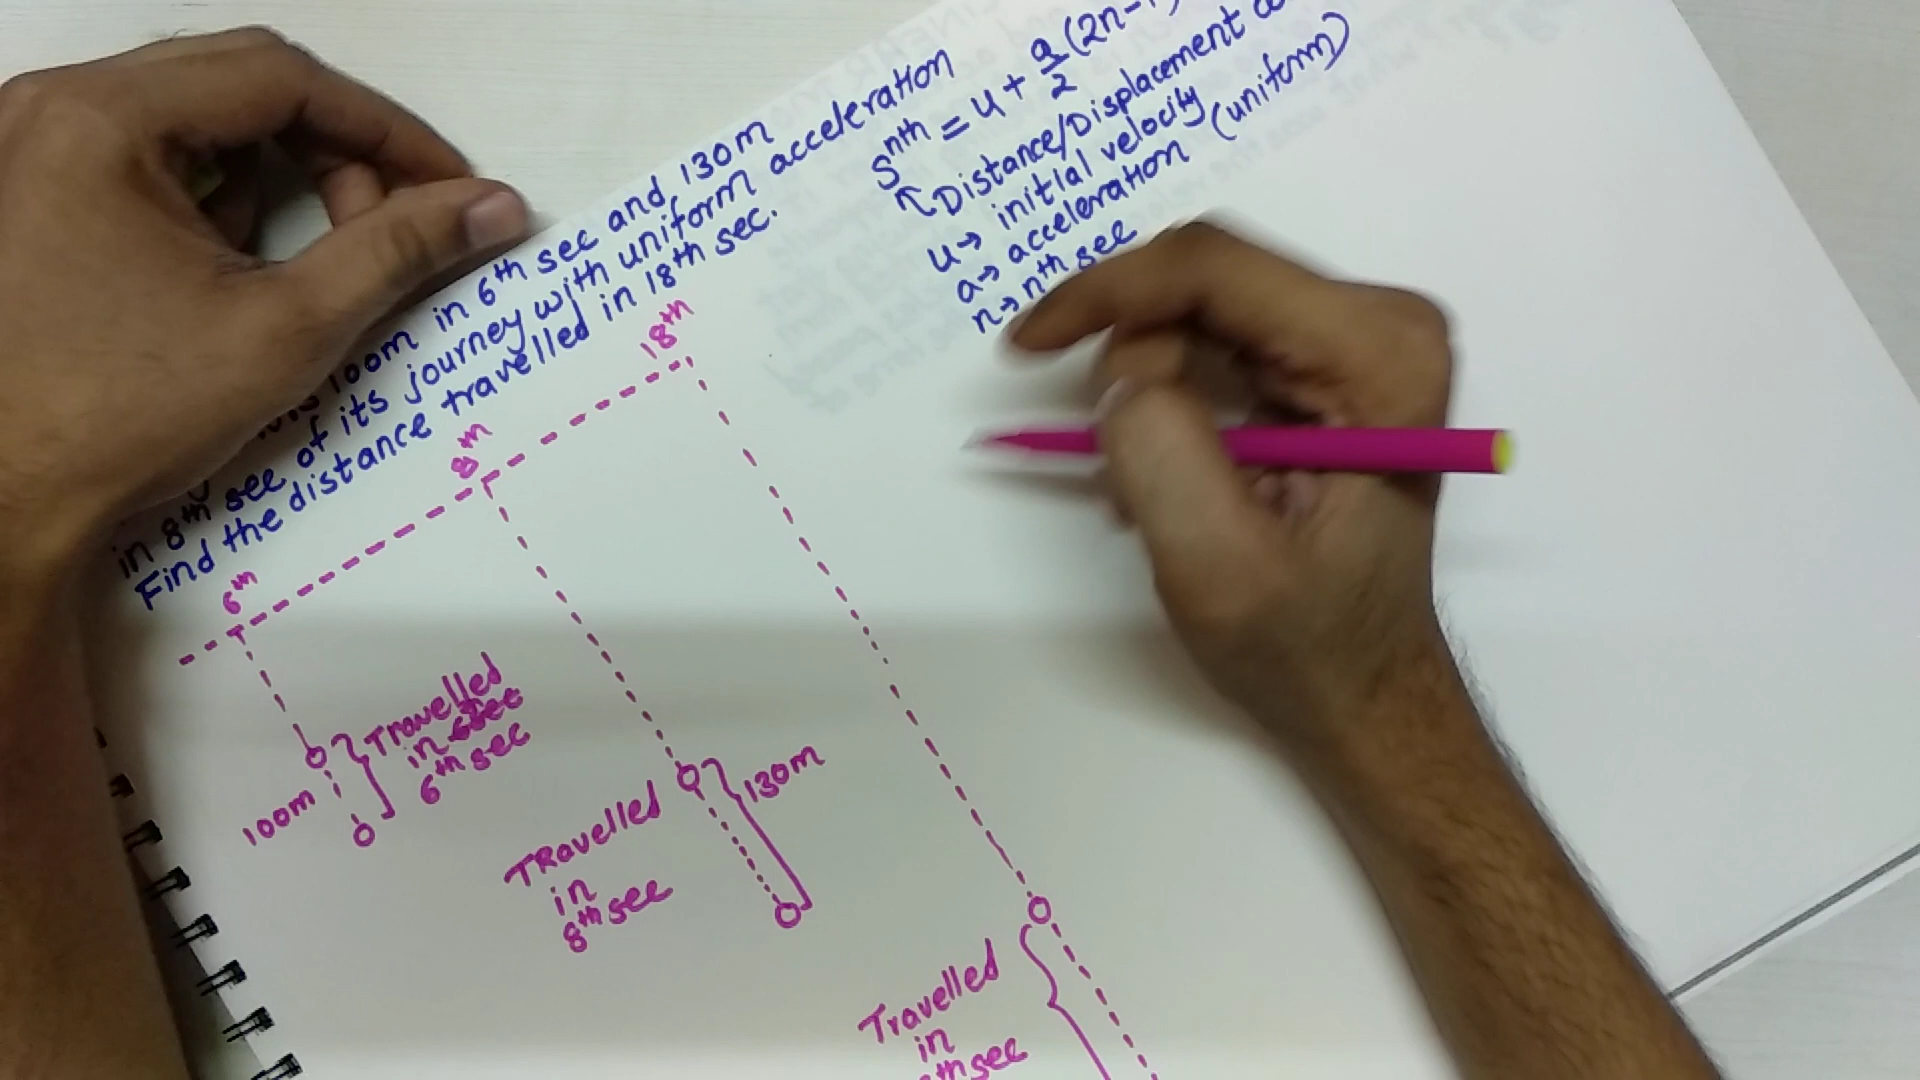 100m in 6th sec and 130m
in 8th sec of its journey with uniform acceleration
Find the distance travelled in 18th sec.
S nth = u + a/2 (2n-
Distance/Displacement
u → initial velocity
a → acceleration (uniform)
n → nth sec
6th
8th
18th
100m
Travelled
in
6th sec
130m
TRavelled
in
8th sec
Travelled
in
sec